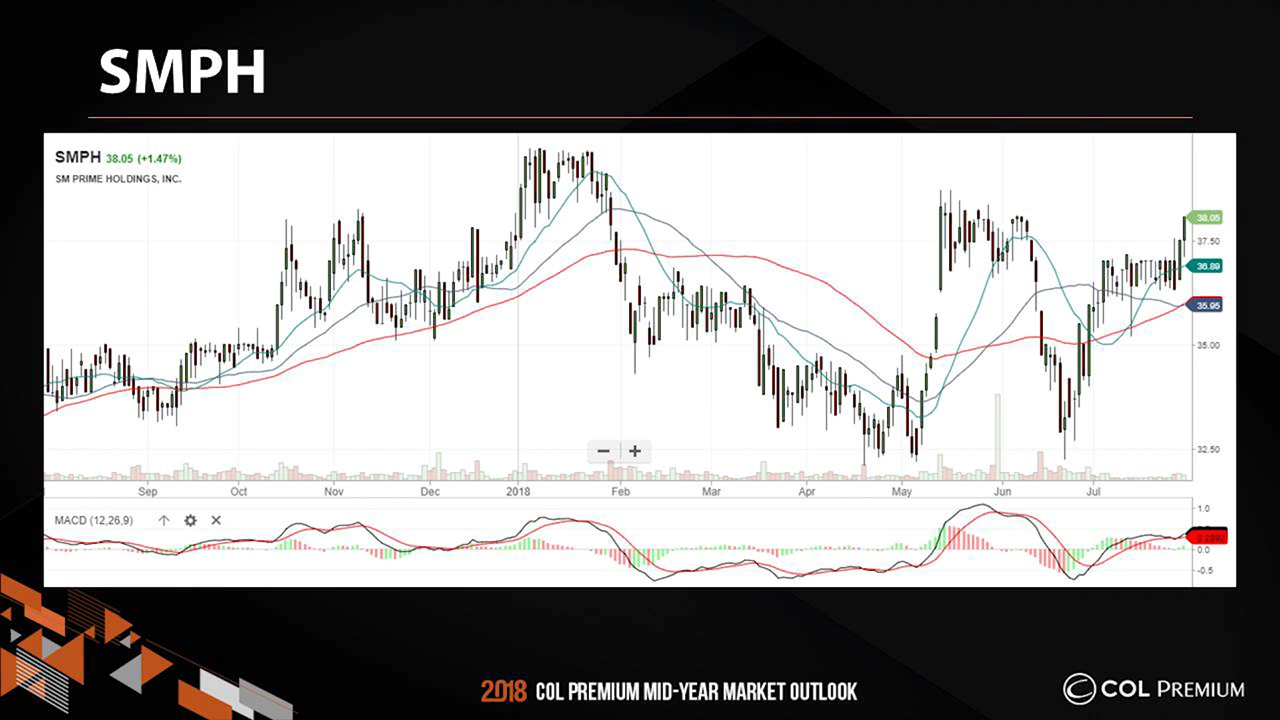 SMPH
SMPH 38.05 (+1.47%)
SM PRIME HOLDINGS, INC.
38.05
37.50
36.89
35.95
35.00
32.50
Sep Oct Nov Dec 2018 Feb Mar Apr May Jun Jul
MACD (12,26,9)
1.0
0.0
-0.5
2018 COL PREMIUM MID-YEAR MARKET OUTLOOK
COL PREMIUM